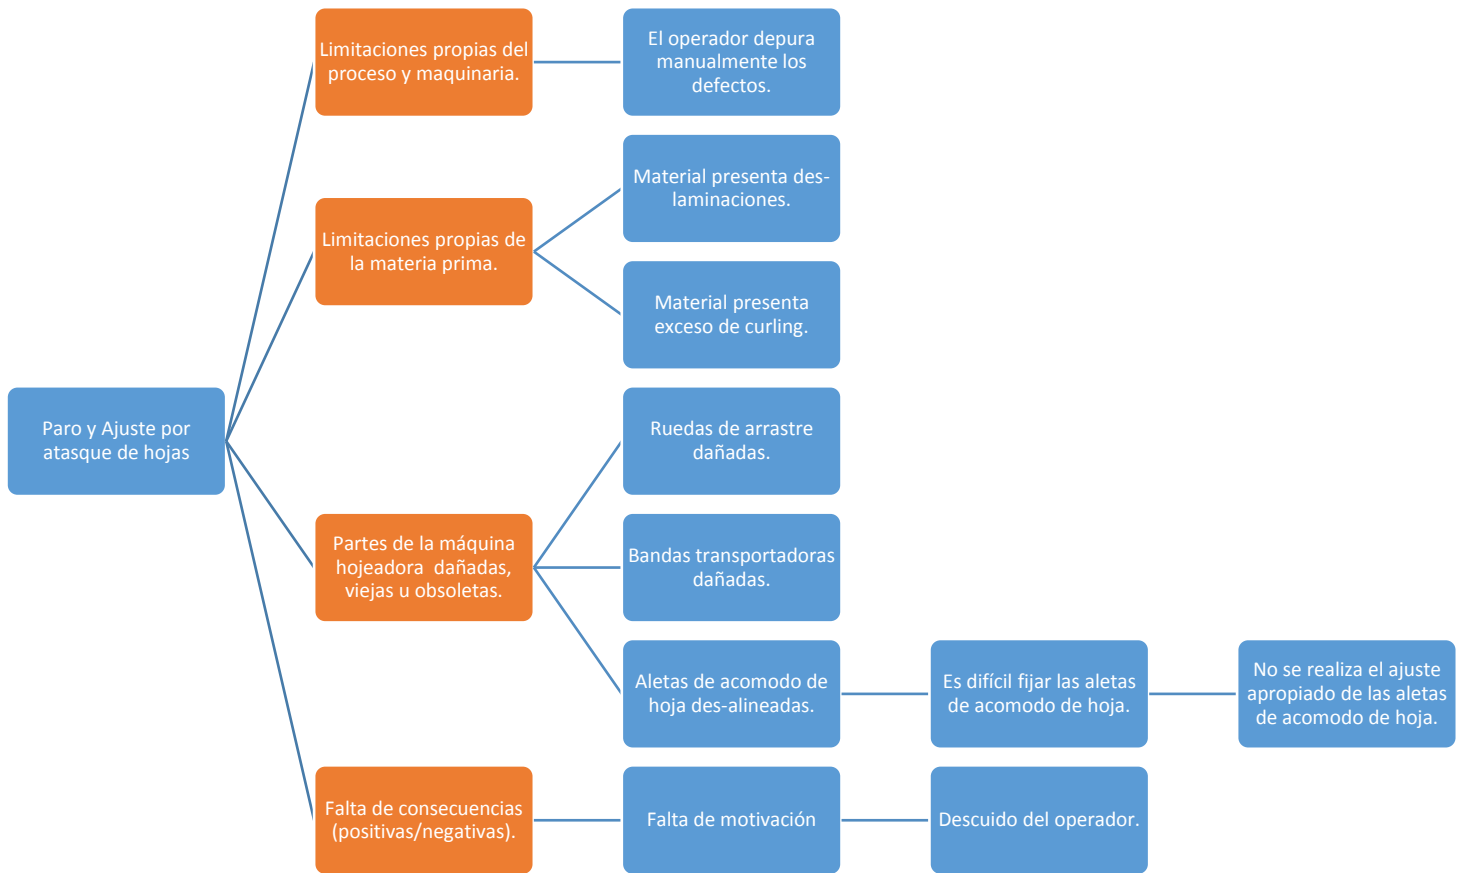 Limitaciones propias del
proceso y maquinaria.
El operador depura
manualmente los
defectos.
Limitaciones propias de
la materia prima.
Material presenta des-
laminaciones.
Material presenta
exceso de curling.
Paro y Ajuste por
atasque de hojas
Partes de la máquina
hojeadora  dañadas,
viejas u obsoletas.
Ruedas de arrastre
dañadas.
Bandas transportadoras
dañadas.
Aletas de acomodo de
hoja des-alineadas.
Es difícil fijar las aletas
de acomodo de hoja.
No se realiza el ajuste
apropiado de las aletas
de acomodo de hoja.
Falta de consecuencias
(positivas/negativas).
Falta de motivación
Descuido del operador.